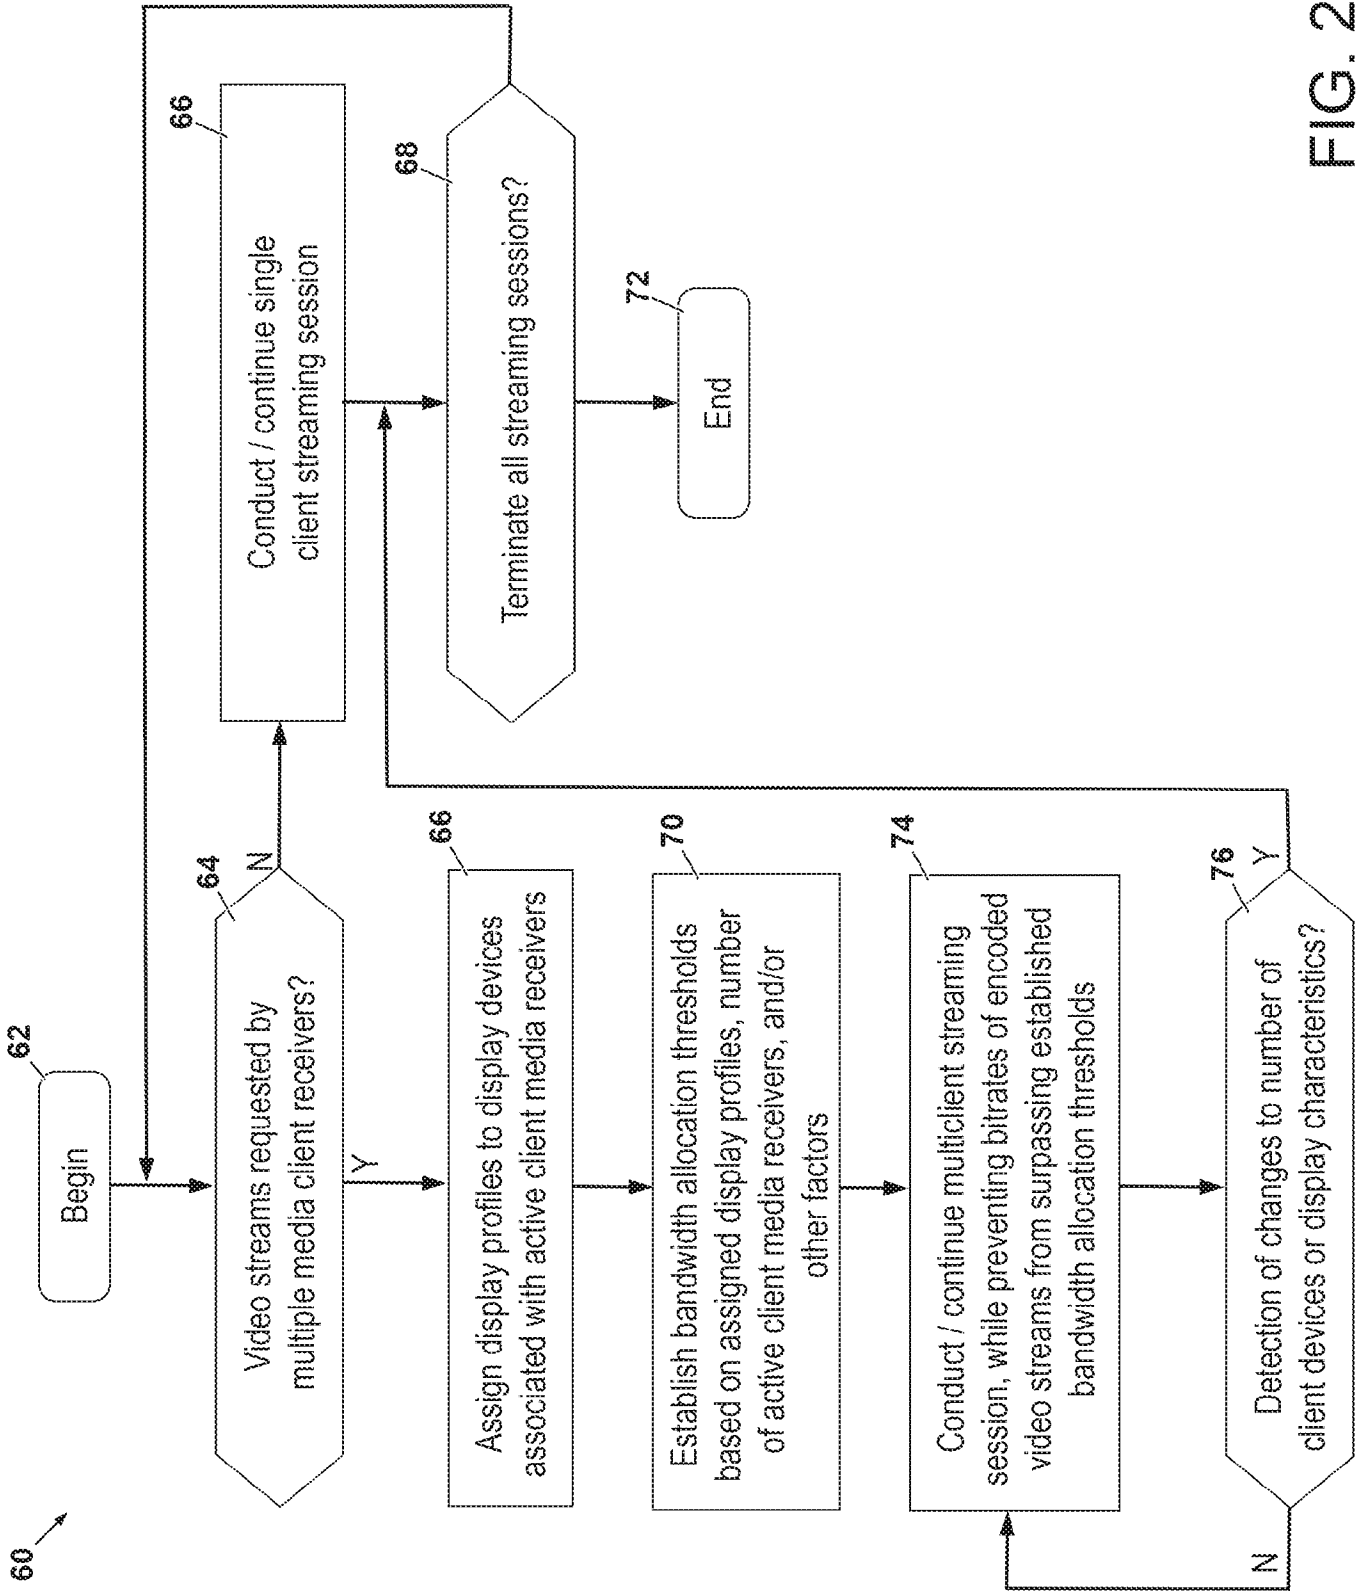 60
62
Begin
64
Video streams requested by
multiple media client receivers?
N
Y
66
Conduct / continue single
client streaming session
68
Terminate all streaming sessions?
72
End
66
Assign display profiles to display devices
associated with active client media receivers
70
Establish bandwidth allocation thresholds
based on assigned display profiles, number
of active client media receivers, and/or
other factors
74
Conduct / continue multiclient streaming
session, while preventing bitrates of encoded
video streams from surpassing established
bandwidth allocation thresholds
76
Detection of changes to number of
client devices or display characteristics?
Y
N
FIG. 2